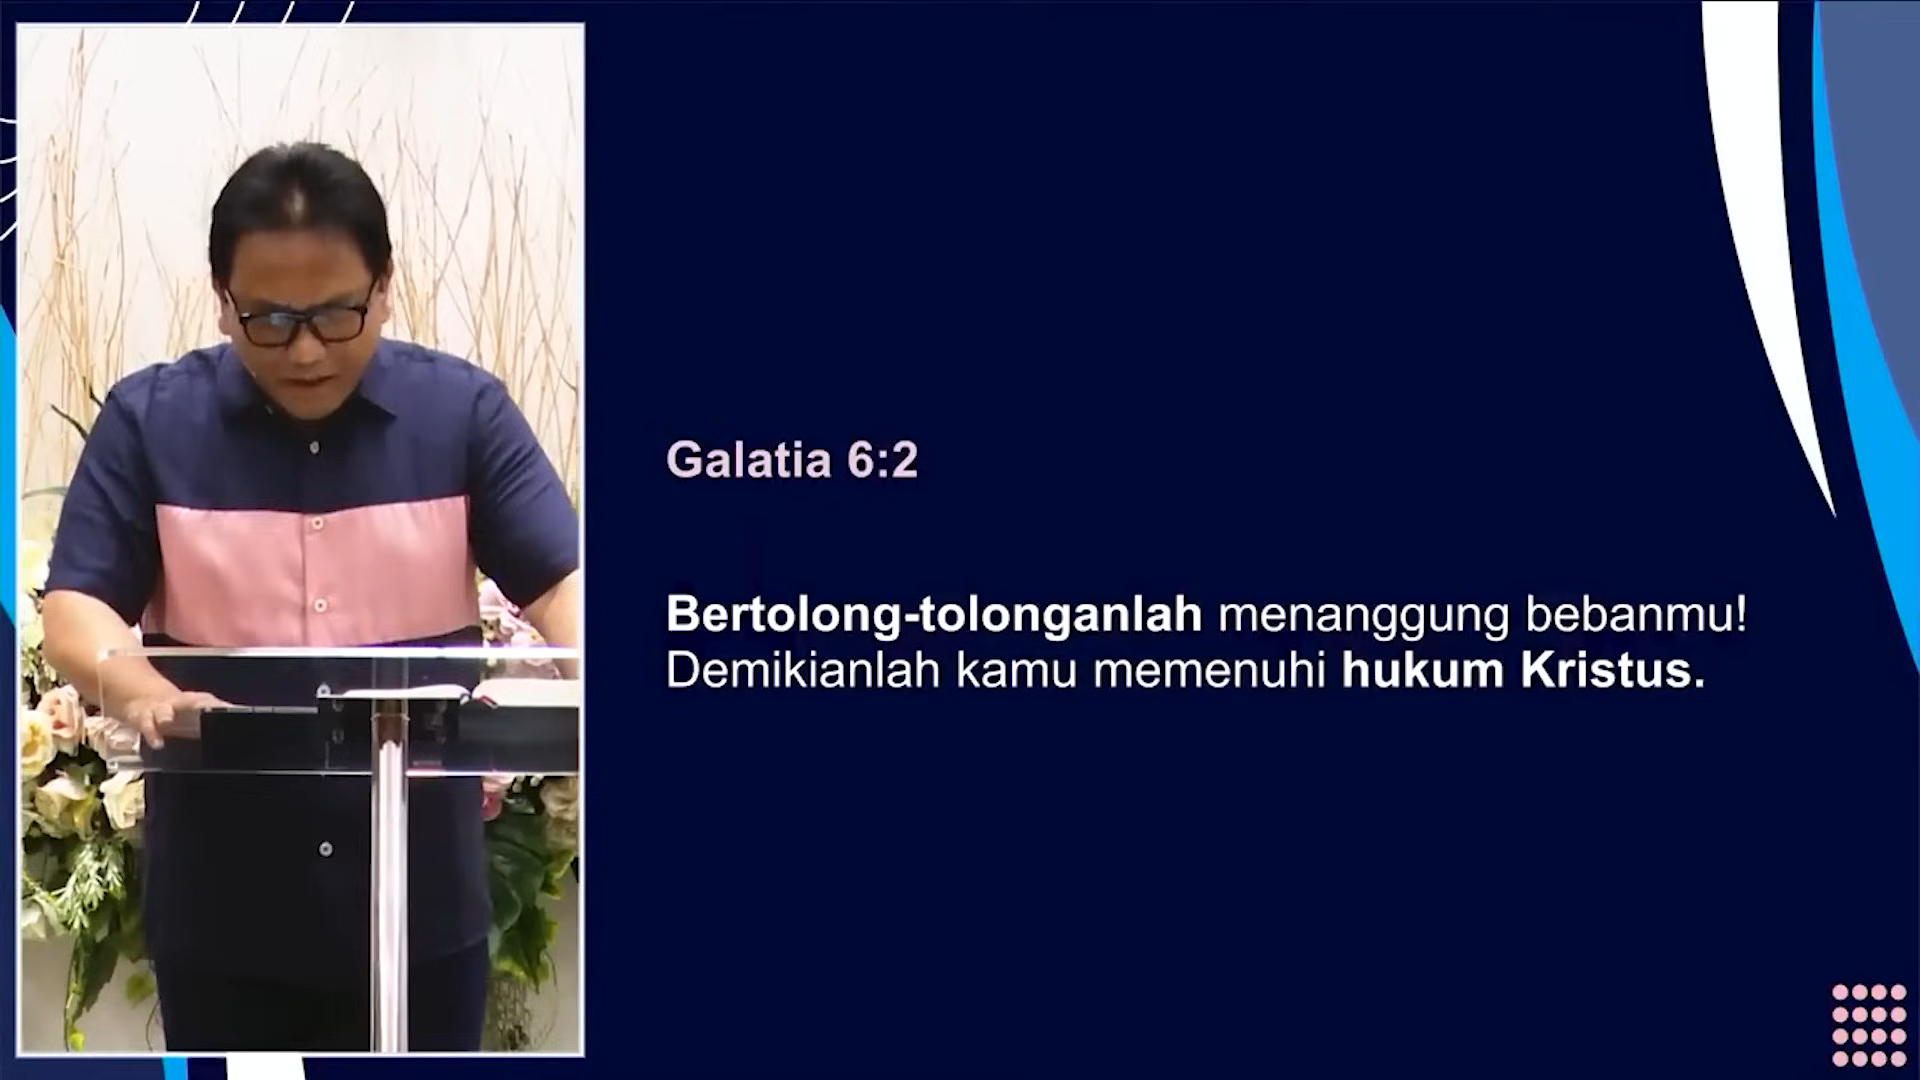 Galatia 6:2
Bertolong-tolonganlah menanggung bebanmu!
Demikianlah kamu memenuhi hukum Kristus.